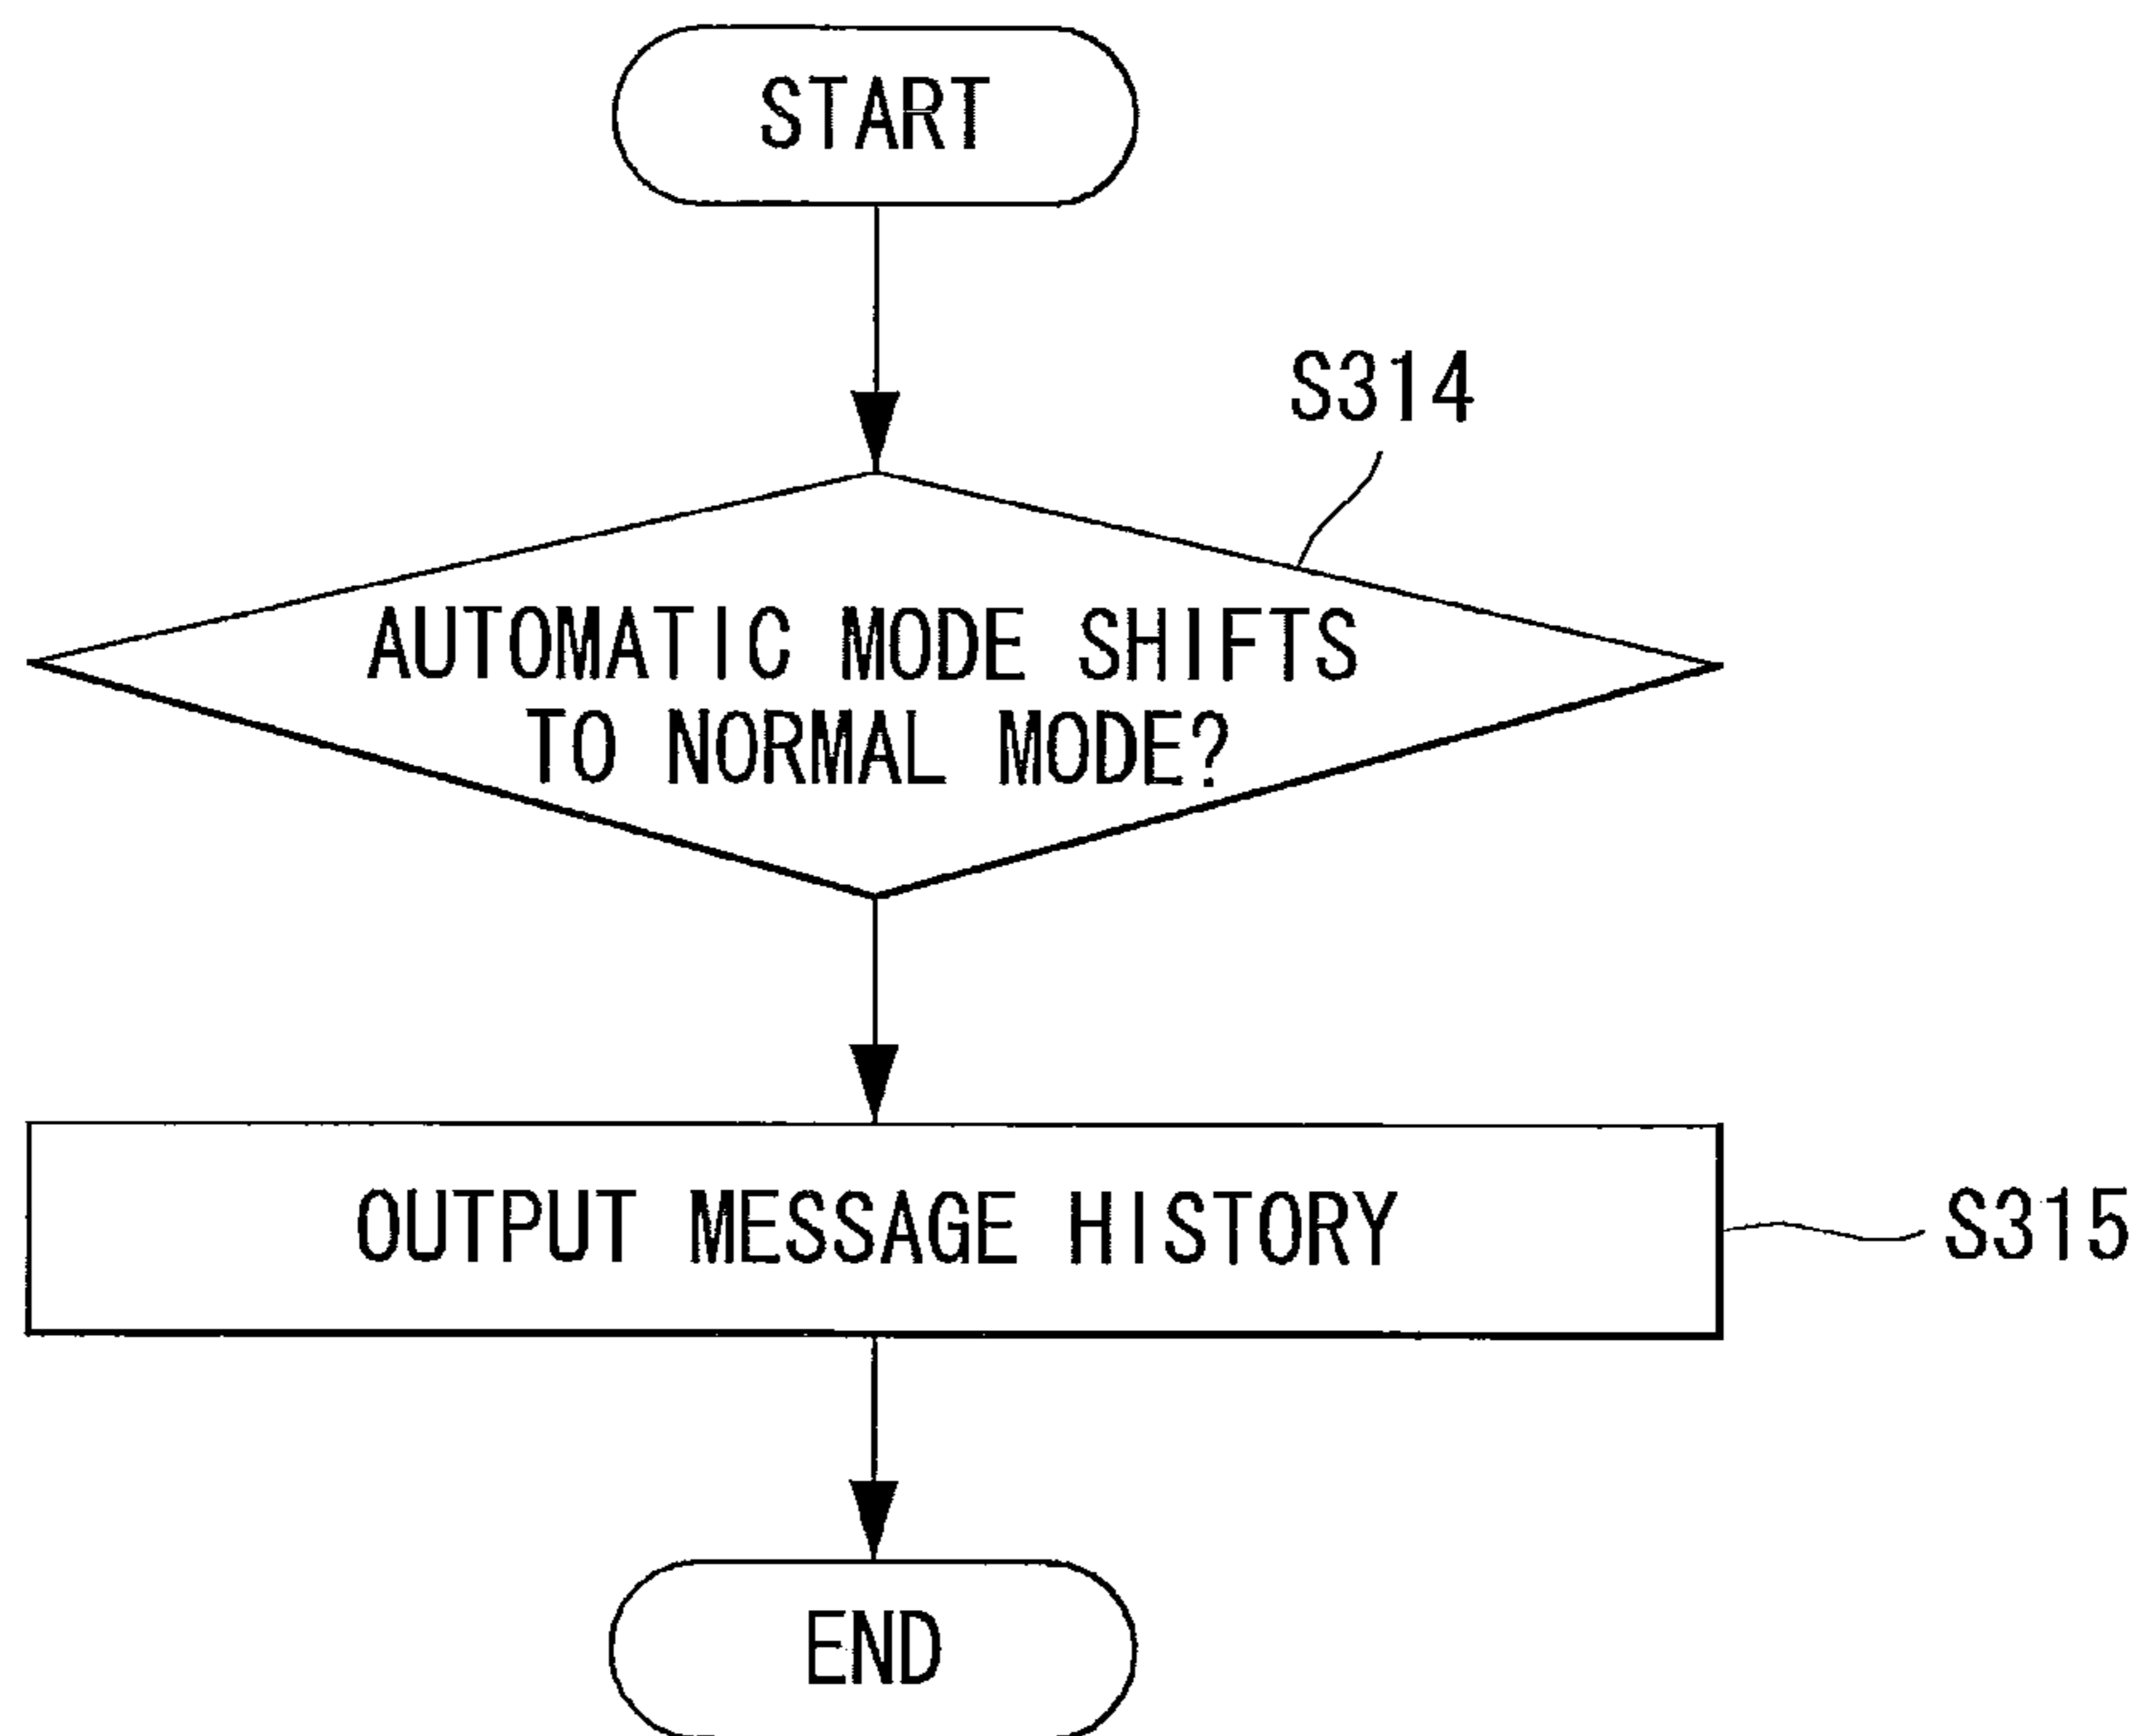 START
S314
AUTOMATIC MODE SHIFTS
TO NORMAL MODE?
OUTPUT MESSAGE HISTORY
S315
END